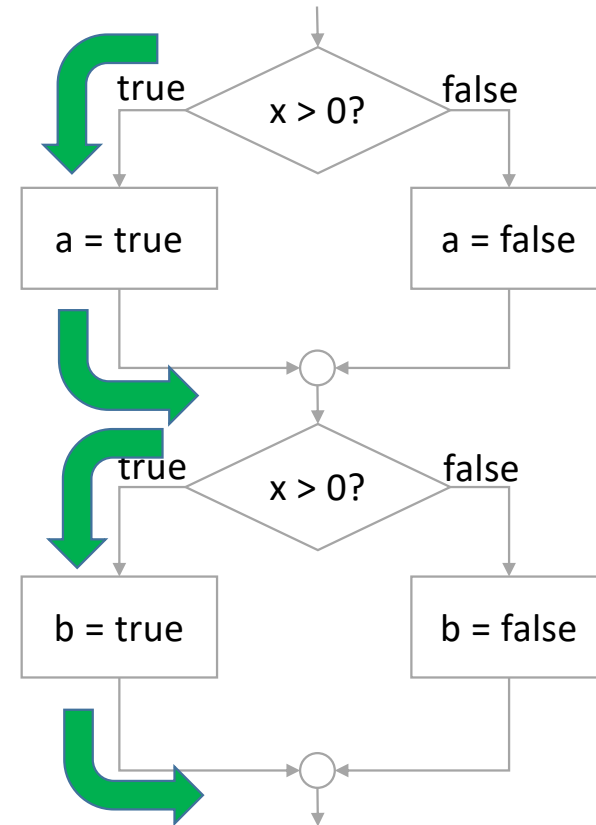 true
x > 0?
false
a = true
a = false
true
x > 0?
false
b = true
b = false